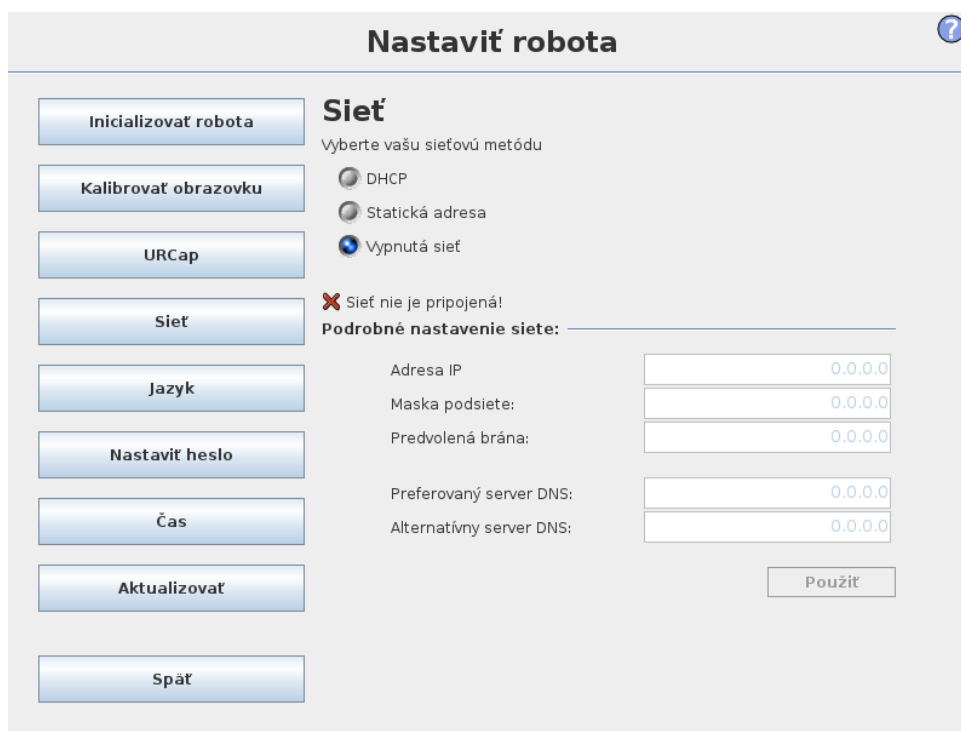 Nastaviť robota
?
Inicializovať robota
Kalibrovať obrazovku
URCap
Sieť
Jazyk
Nastaviť heslo
Čas
Aktualizovať
Späť
Sieť
Vyberte vašu sieťovú metódu
DHCP
Statická adresa
Vypnutá sieť
Sieť nie je pripojená!
Podrobné nastavenie siete:
Adresa IP 0.0.0.0
Maska podsiete: 0.0.0.0
Predvolená brána: 0.0.0.0
Preferovaný server DNS: 0.0.0.0
Alternatívny server DNS: 0.0.0.0
Použiť